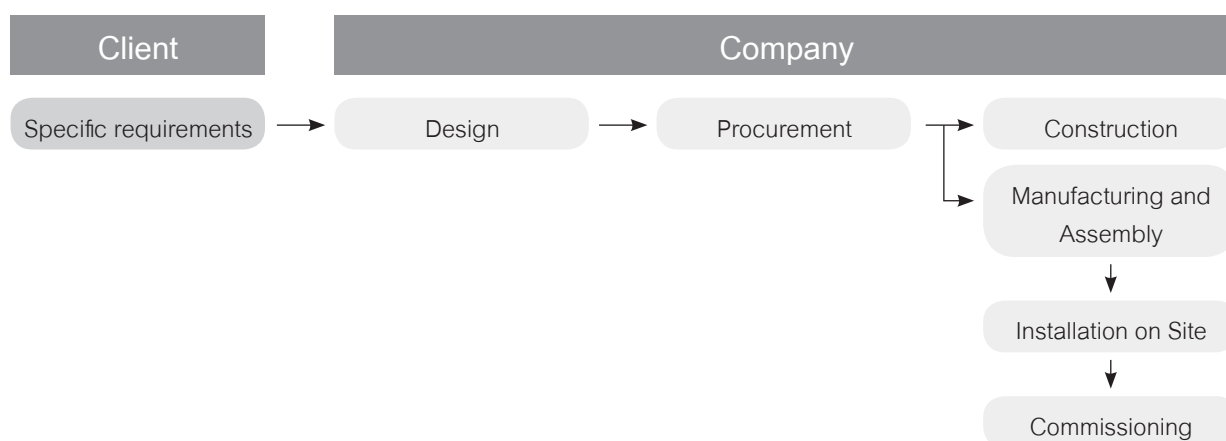 Client
Company
Specific requirements
Design
Procurement
Construction
Manufacturing and
Assembly
Installation on Site
Commissioning